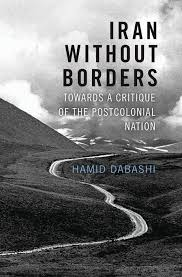 IRAN
WITHOUT
BORDERS
TOWARDS A CRITIQUE
OF THE POSTCOLONIAL
NATION
HAMID DABASHI